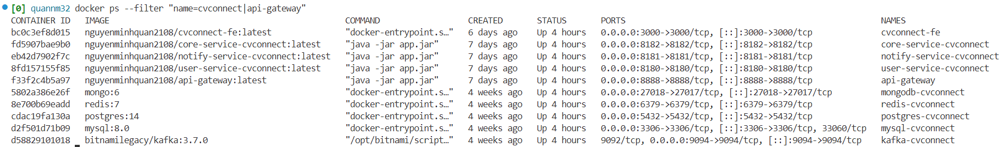 [0] quannm32 docker ps --filter "name=cvconnect|api-gateway"
CONTAINER ID   IMAGE   COMMAND   CREATED   STATUS   PORTS   NAMES
bc0c3ef8d015   nguyenminhquan2108/cvconnect-fe:latest   "docker-entrypoint.s…"   6 days ago   Up 4 hours   0.0.0.0:3000->3000/tcp, [::]:3000->3000/tcp   cvconnect-fe
fd5907bae9b0   nguyenminhquan2108/core-service-cvconnect:latest   "java -jar app.jar"   7 days ago   Up 4 hours   0.0.0.0:8182->8182/tcp, [::]:8182->8182/tcp   core-service-cvconnect
eb42d7902f7c   nguyenminhquan2108/notify-service-cvconnect:latest   "java -jar app.jar"   7 days ago   Up 4 hours   0.0.0.0:8181->8181/tcp, [::]:8181->8181/tcp   notify-service-cvconnect
8fd157155f85   nguyenminhquan2108/user-service-cvconnect:latest   "java -jar app.jar"   7 days ago   Up 4 hours   0.0.0.0:8180->8180/tcp, [::]:8180->8180/tcp   user-service-cvconnect
f33f2c4b5a97   nguyenminhquan2108/api-gateway:latest   "java -jar app.jar"   7 days ago   Up 4 hours   0.0.0.0:8888->8888/tcp, [::]:8888->8888/tcp   api-gateway
5802a386e26f   mongo:6   "docker-entrypoint.s…"   4 weeks ago   Up 4 hours   0.0.0.0:27018->27017/tcp, [::]:27018->27017/tcp   mongodb-cvconnect
8e700b69eadd   redis:7   "docker-entrypoint.s…"   4 weeks ago   Up 4 hours   0.0.0.0:6379->6379/tcp, [::]:6379->6379/tcp   redis-cvconnect
cdac19fa130a   postgres:14   "docker-entrypoint.s…"   4 weeks ago   Up 4 hours   0.0.0.0:5432->5432/tcp, [::]:5432->5432/tcp   postgres-cvconnect
d2f501d71b09   mysql:8.0   "docker-entrypoint.s…"   4 weeks ago   Up 4 hours   0.0.0.0:3306->3306/tcp, [::]:3306->3306/tcp, 33060/tcp   mysql-cvconnect
d58829101018   bitnamilegacy/kafka:3.7.0   "/opt/bitnami/script…"   4 weeks ago   Up 4 hours   9092/tcp, 0.0.0.0:9094->9094/tcp, [::]:9094->9094/tcp   kafka-cvconnect